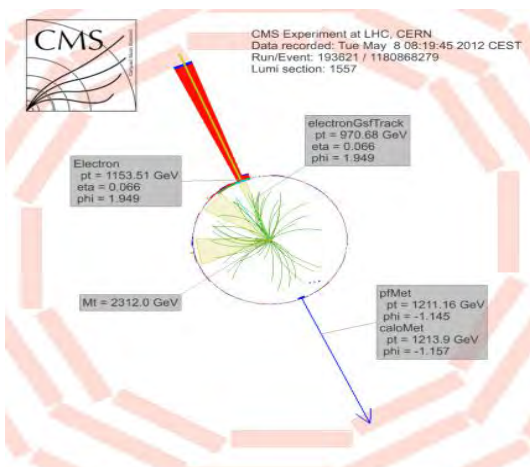 CMS
CMS Experiment at LHC, CERN
Data recorded: Tue May 8 08:19:45 2012 CEST
Run/Event: 193621 / 1180868279
Lumi section: 1557
electronGsfTrack
pt = 970.68 GeV
eta = 0.066
phi = 1.949
Electron
pt = 1153.51 GeV
eta = 0.066
phi = 1.949
Mt = 2312.0 GeV
pfMet
pt = 1211.16 GeV
phi = -1.145
caloMet
pt = 1213.9 GeV
phi = -1.157